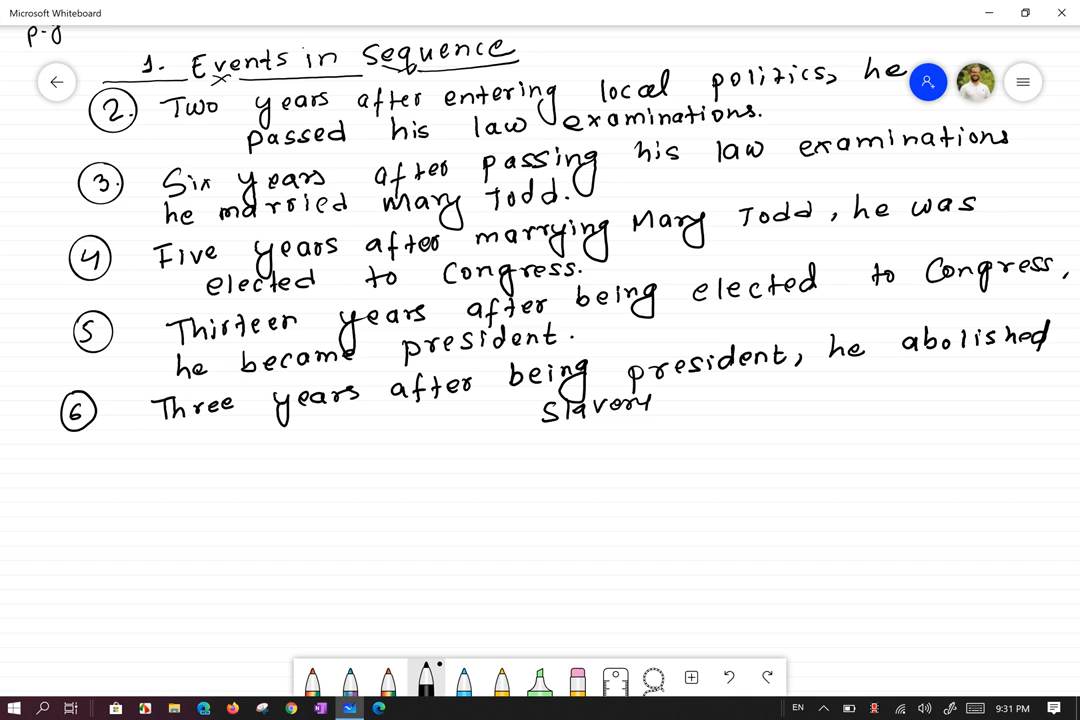 Microsoft Whiteboard
p-g
1. Events in Sequence
2. Two years after entering local politics, he
passed his law examinations.
3. Six years after passing his law examinations
he married Mary Todd.
4 Five years after marrying Mary Todd, he was
elected to Congress.
5 Thirteen years after being elected to Congress,
he became president.
6 Three years after being president, he abolished
Slavery
EN 9:31 PM